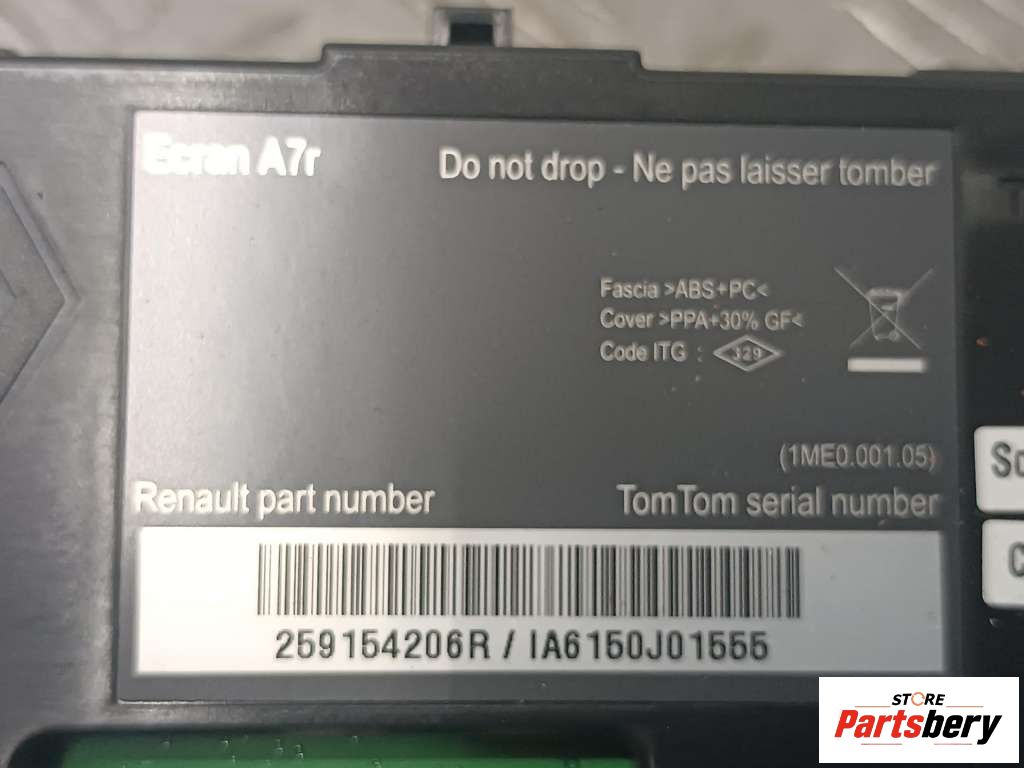 Ecran A7r
Do not drop - Ne pas laisser tomber
Fascia >ABS+PC<
Cover >PPA+30% GF<
Code ITG : 329
(1ME0.001.05)
Renault part number
TomTom serial number
259154206R / IA6150J01555
STORE
Partsbery